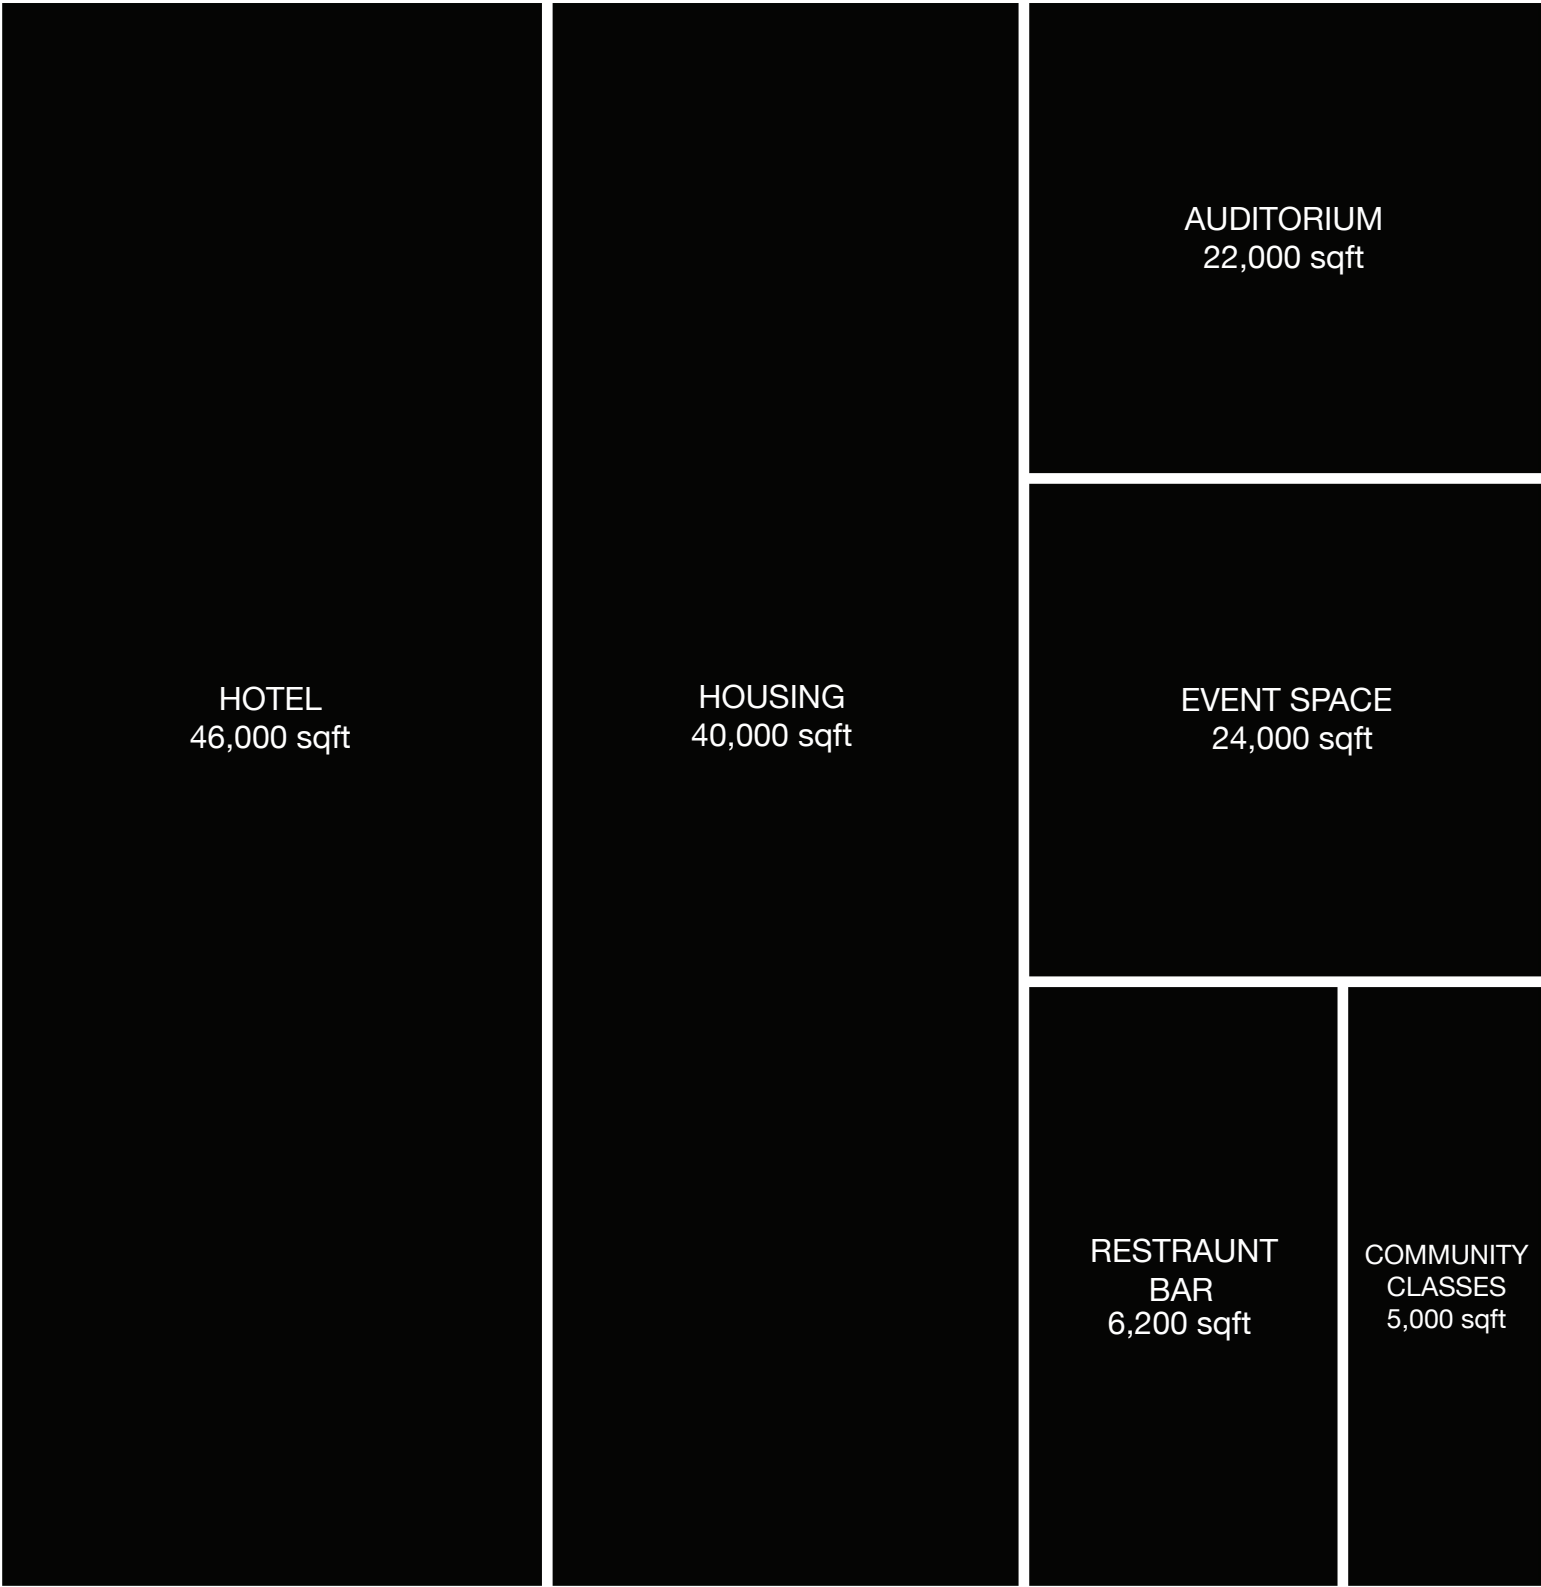 HOTEL
46,000 sqft
HOUSING
40,000 sqft
AUDITORIUM
22,000 sqft
EVENT SPACE
24,000 sqft
RESTRAUNT
BAR
6,200 sqft
COMMUNITY
CLASSES
5,000 sqft